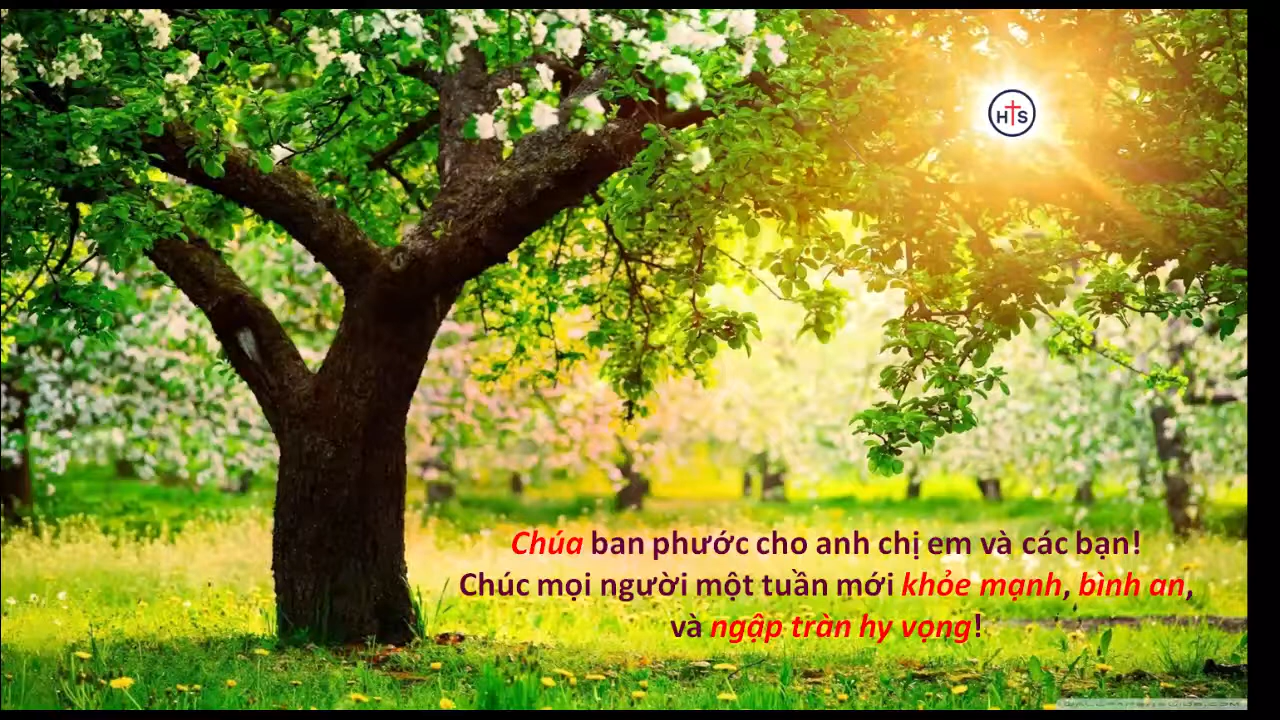 HTS
Chúa ban phước cho anh chị em và các bạn!
Chúc mọi người một tuần mới khỏe mạnh, bình an,
và ngập tràn hy vọng!